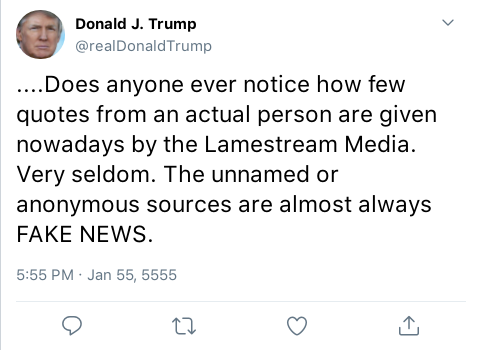 Donald J. Trump
@realDonaldTrump
....Does anyone ever notice how few
quotes from an actual person are given
nowadays by the Lamestream Media.
Very seldom. The unnamed or
anonymous sources are almost always
FAKE NEWS.
5:55 PM · Jan 55, 5555